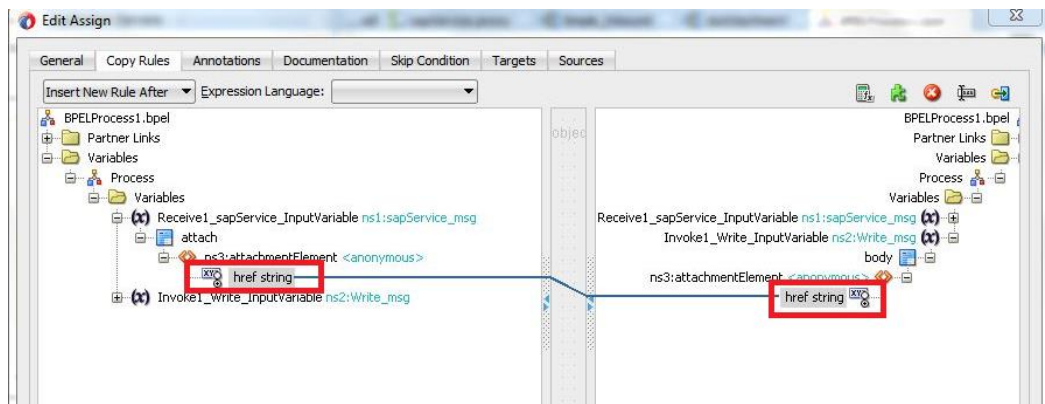 Edit Assign
General Copy Rules Annotations Documentation Skip Condition Targets Sources
Insert New Rule After Expression Language:
BPELProcess1.bpel
Partner Links
Variables
Process
Variables
Receive1_sapService_InputVariable ns1:sapService_msg
attach
ns3:attachmentElement <anonymous>
href string
Invoke1_Write_InputVariable ns2:Write_msg
objec
BPELProcess1.bpel
Partner Links
Variables
Process
Variables
Receive1_sapService_InputVariable ns1:sapService_msg (x)
Invoke1_Write_InputVariable ns2:Write_msg (x)
body
ns3:attachmentElement <anonymous>
href string